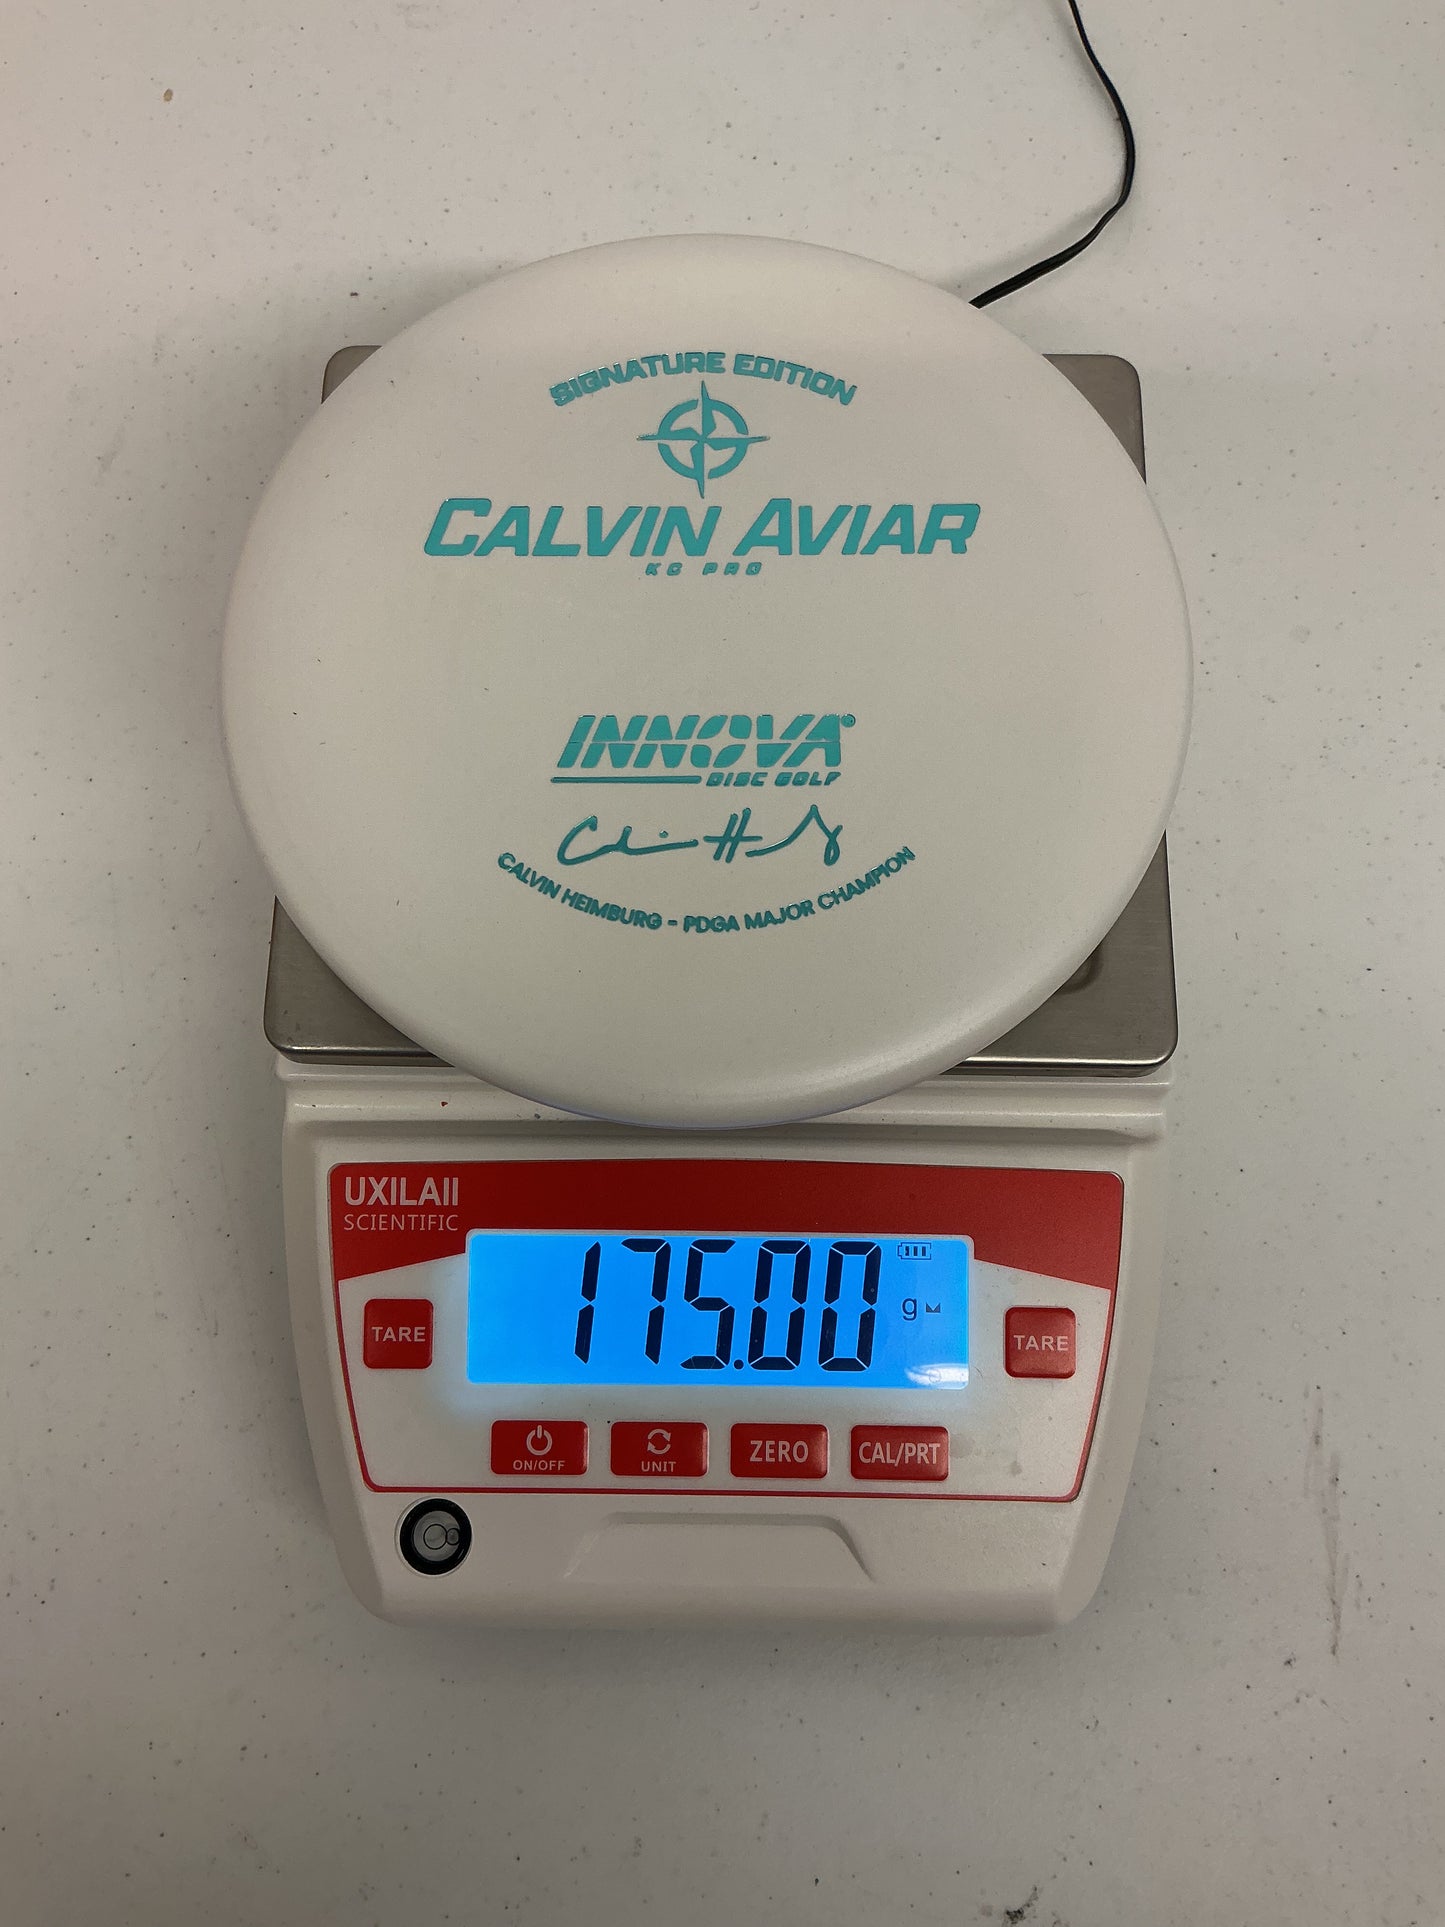 SIGNATURE EDITION
CALVIN AVIAR
KC PRO
INNOVA®
DISC GOLF
CALVIN HEIMBURG - PDGA MAJOR CHAMPION
UXILAII
SCIENTIFIC
175.00 g
TARE
TARE
ON/OFF
UNIT
ZERO
CAL/PRT